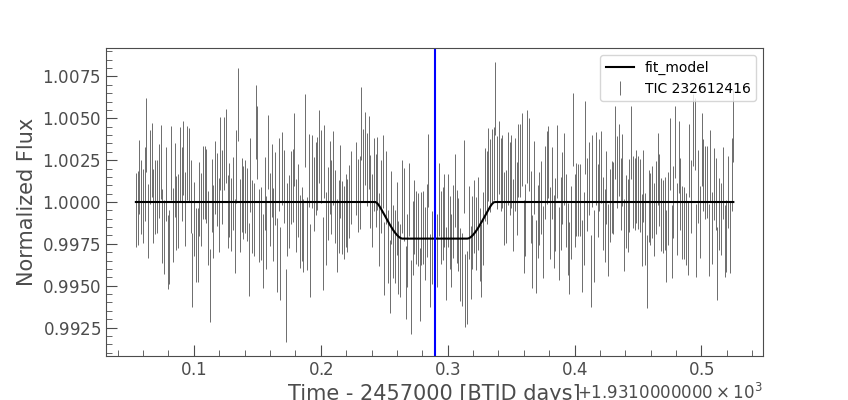 fit_model
TIC 232612416
1.0075
1.0050
1.0025
1.0000
0.9975
0.9950
0.9925
Normalized Flux
0.1 0.2 0.3 0.4 0.5
Time - 2457000 [BTJD days]
+1.9310000000 × 10³